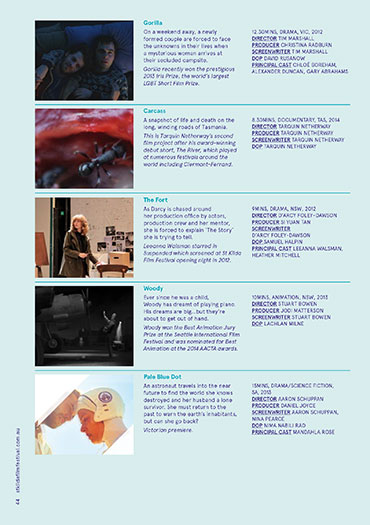 Gorilla
On a weekend away, a newly
formed couple are forced to face
the unknowns in their lives when
a mysterious woman arrives at
their secluded campsite.
Gorilla recently won the prestigious
2013 Iris Prize, the world's largest
LGBT Short Film Prize.
12.30MINS, DRAMA, VIC, 2012
DIRECTOR TIM MARSHALL
PRODUCER CHRISTINA RADBURN
SCREENWRITER TIM MARSHALL
DOP DAVID RUSANOW
PRINCIPAL CAST CHLOÉ BOREHAM,
ALEXANDER DUNCAN, GARY ABRAHAMS
Carcass
A snapshot of life and death on the
long, winding roads of Tasmania.
This is Tarquin Netherway's second
film project after his award-winning
debut short, The River, which played
at numerous festivals around the
world including Clermont-Ferrand.
8.50MINS, DOCUMENTARY, TAS, 2014
DIRECTOR TARQUIN NETHERWAY
PRODUCER TARQUIN NETHERWAY
SCREENWRITER TARQUIN NETHERWAY
DOP TARQUIN NETHERWAY
The Fort
As Darcy is chased around
her production office by actors,
production crew and her mentor,
she is forced to explain 'The Story'
she is trying to tell.
Leeanna Walsman starred in
Suspended which screened at St Kilda
Film Festival opening night in 2012.
9MINS, DRAMA, NSW, 2012
DIRECTOR D'ARCY FOLEY-DAWSON
PRODUCER SI YUAN TAN
SCREENWRITER
D'ARCY FOLEY-DAWSON
DOP SAMUEL HALPIN
PRINCIPAL CAST LEEANNA WALSMAN,
HEATHER MITCHELL
Woody
Ever since he was a child,
Woody has dreamt of playing piano.
His dreams are big...but they're
about to get out of hand.
Woody won the Best Animation Jury
Prize at the Seattle International Film
Festival and was nominated for Best
Animation at the 2014 AACTA awards.
10MINS, ANIMATION, NSW, 2013
DIRECTOR STUART BOWEN
PRODUCER JODI MATTERSON
SCREENWRITER STUART BOWEN
DOP LACHLAN MILNE
Pale Blue Dot
An astronaut travels into the near
future to find the world she knows
destroyed and her husband a lone
survivor. She must return to the
past to warn the earth's inhabitants,
but can she go back?
Victorian premiere.
15MINS, DRAMA/SCIENCE FICTION,
SA, 2013
DIRECTOR AARON SCHUPPAN
PRODUCER DANIEL JOYCE
SCREENWRITER AARON SCHUPPAN,
NINA PEARCE
DOP NIMA NABILI RAD
PRINCIPAL CAST MANDAHLA ROSE
44 stkildafilmfestival.com.au